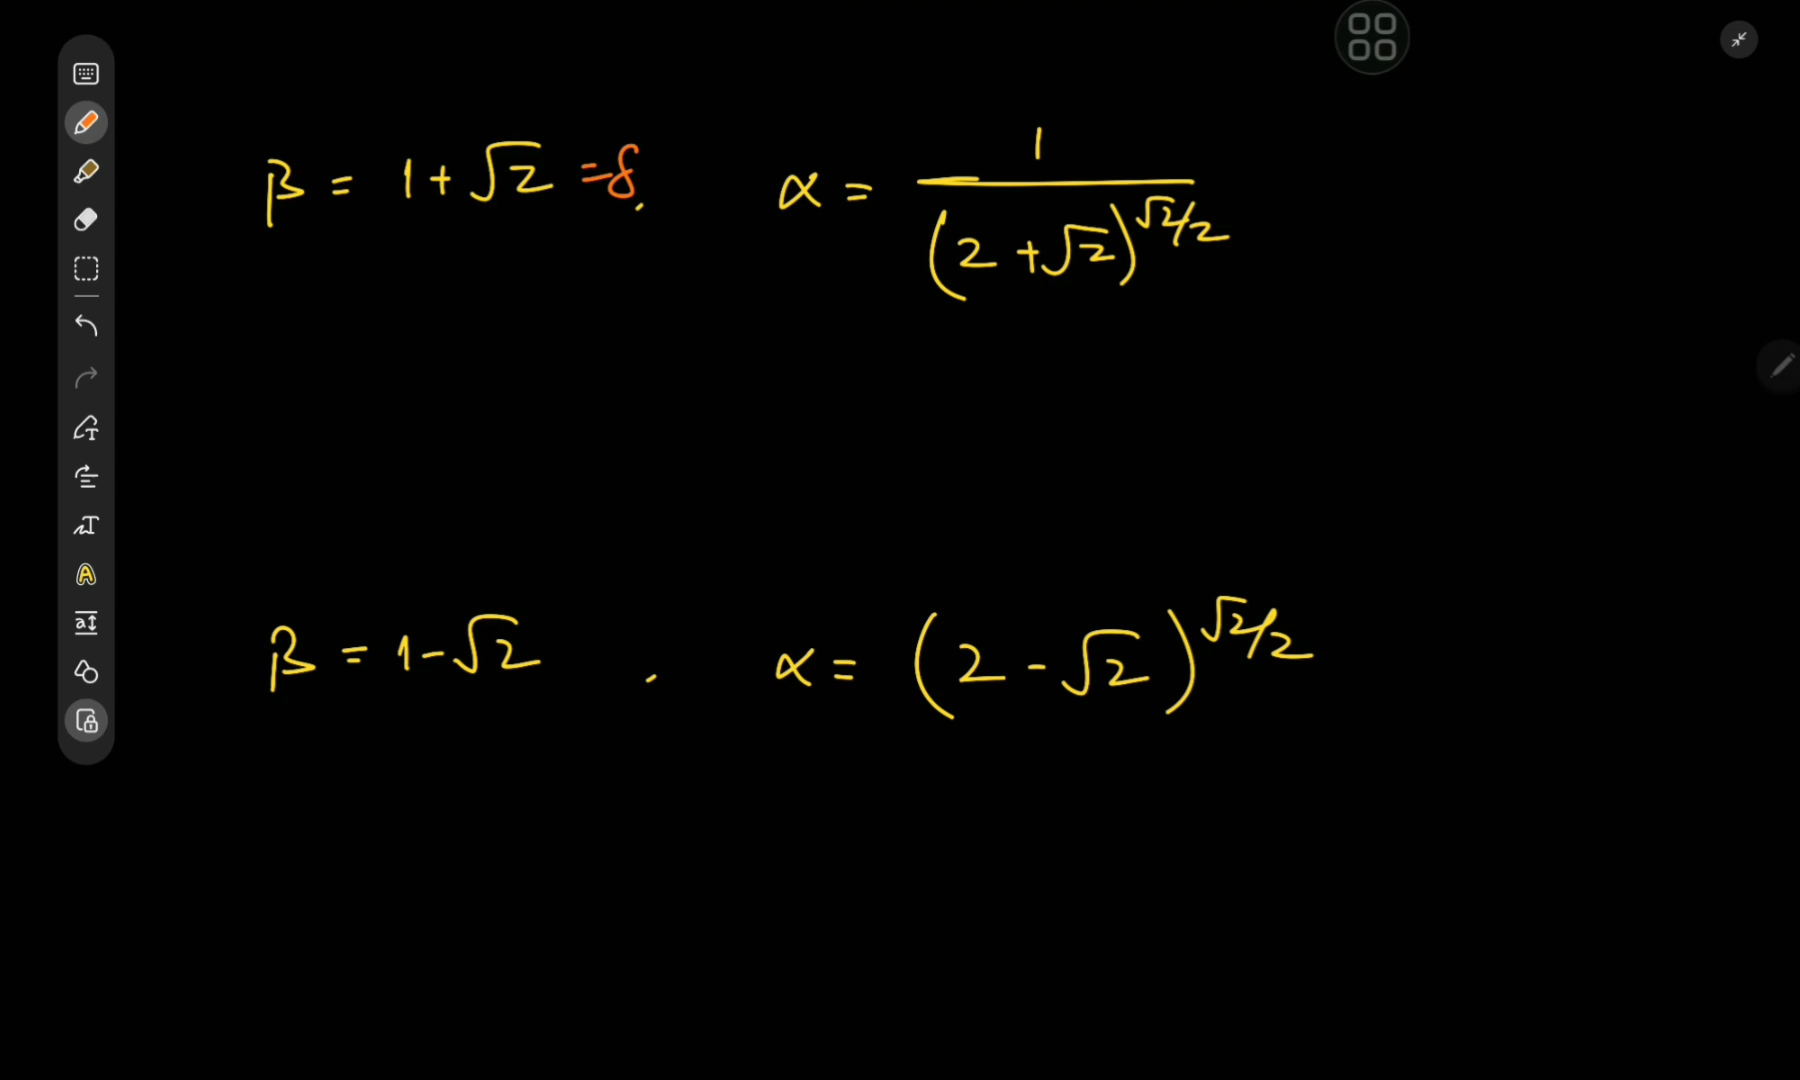 β = 1 + √2 = δ. α = 1/(2 + √2)^(√2/2)
β = 1 - √2 . α = (2 - √2)^(√2/2)